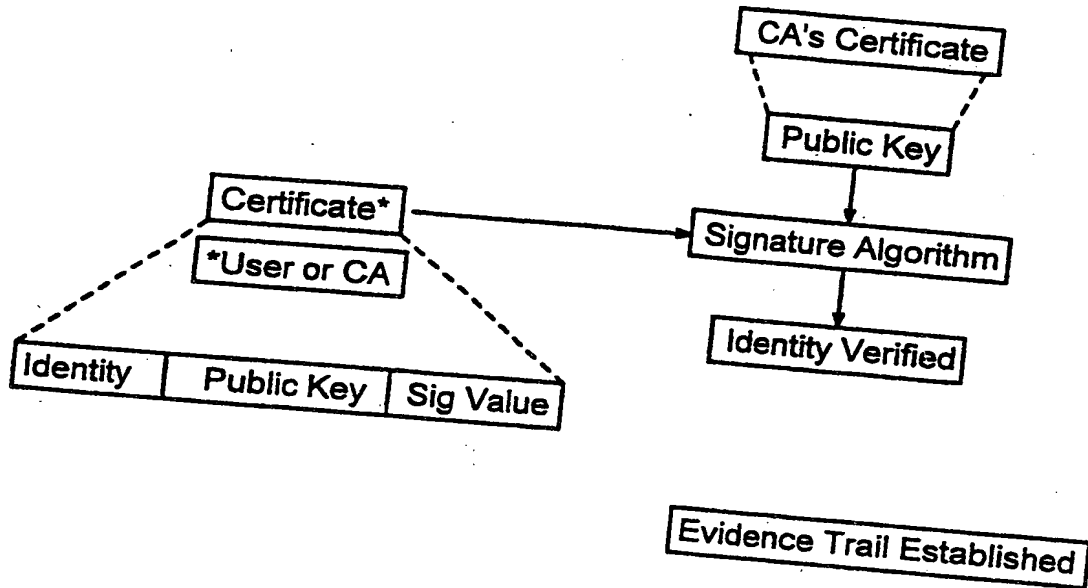 CA's Certificate
Public Key
Certificate*
*User or CA
Signature Algorithm
Identity Verified
Identity
Public Key
Sig Value
Evidence Trail Established